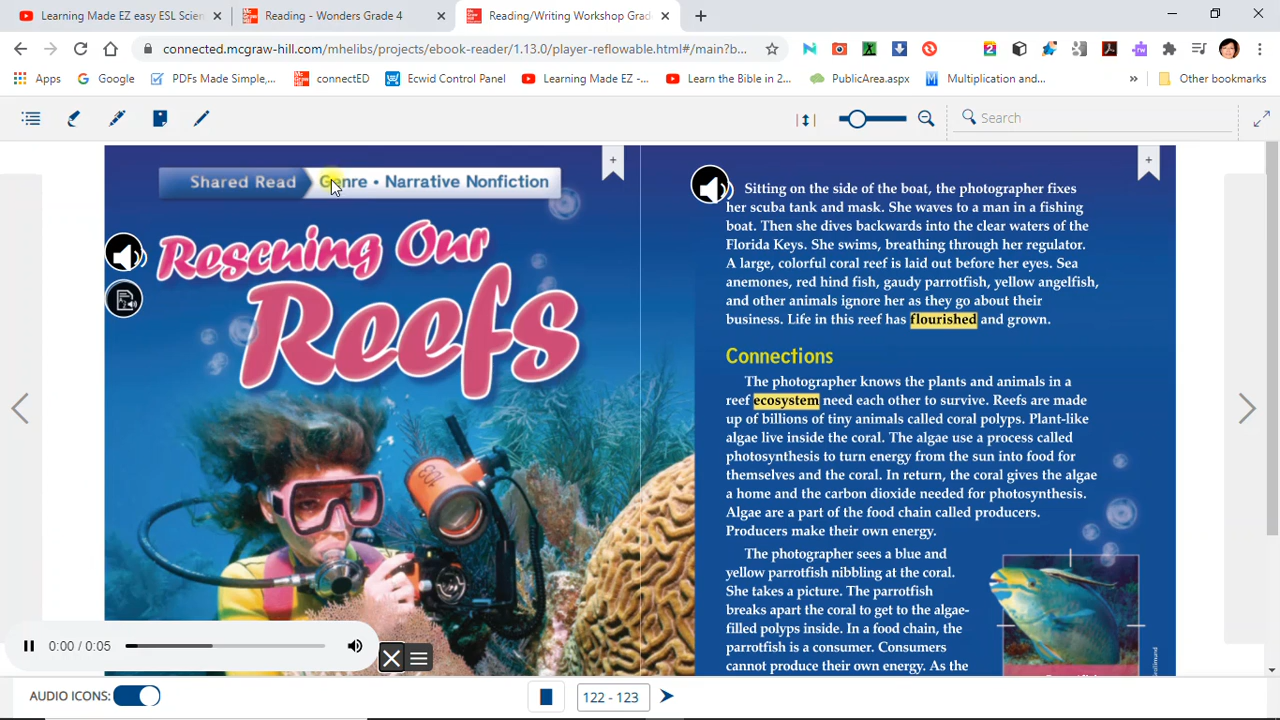 Learning Made EZ easy ESL Scie
Reading - Wonders Grade 4
Reading/Writing Workshop Grad
connected.mcgraw-hill.com/mhelibs/projects/ebook-reader/1.13.0/player-reflowable.html#/main?b...
Apps
Google
PDFs Made Simple,...
connectED
Ecwid Control Panel
Learning Made EZ -...
Learn the Bible in 2...
PublicArea.aspx
Multiplication and...
»
Other bookmarks
Search
Shared Read
Genre • Narrative Nonfiction
Rescuing Our
Reefs
Sitting on the side of the boat, the photographer fixes
her scuba tank and mask. She waves to a man in a fishing
boat. Then she dives backwards into the clear waters of the
Florida Keys. She swims, breathing through her regulator.
A large, colorful coral reef is laid out before her eyes. Sea
anemones, red hind fish, gaudy parrotfish, yellow angelfish,
and other animals ignore her as they go about their
business. Life in this reef has flourished and grown.
Connections
The photographer knows the plants and animals in a
reef ecosystem need each other to survive. Reefs are made
up of billions of tiny animals called coral polyps. Plant-like
algae live inside the coral. The algae use a process called
photosynthesis to turn energy from the sun into food for
themselves and the coral. In return, the coral gives the algae
a home and the carbon dioxide needed for photosynthesis.
Algae are a part of the food chain called producers.
Producers make their own energy.
The photographer sees a blue and
yellow parrotfish nibbling at the coral.
She takes a picture. The parrotfish
breaks apart the coral to get to the algae-
filled polyps inside. In a food chain, the
parrotfish is a consumer. Consumers
cannot produce their own energy. As the
0:00 / 0:05
AUDIO ICONS:
122 - 123